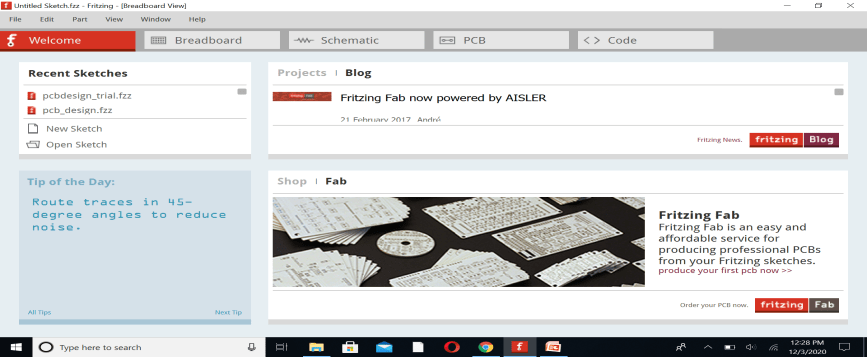 Untitled Sketch.fzz - Fritzing - [Breadboard View]
File Edit Part View Window Help
Welcome Breadboard Schematic PCB Code
Recent Sketches
pcbdesign_trial.fzz
pcb_design.fzz
New Sketch
Open Sketch
Projects | Blog
Fritzing Fab now powered by AISLER
21 February 2017, André
Fritzing News. fritzing Blog
Tip of the Day:
Route traces in 45-
degree angles to reduce
noise.
All Tips Next Tip
Shop | Fab
Fritzing Fab
Fritzing Fab is an easy and
affordable service for
producing professional PCBs
from your Fritzing sketches.
produce your first pcb now >>
Order your PCB now. fritzing Fab
Type here to search
12:28 PM
12/3/2020